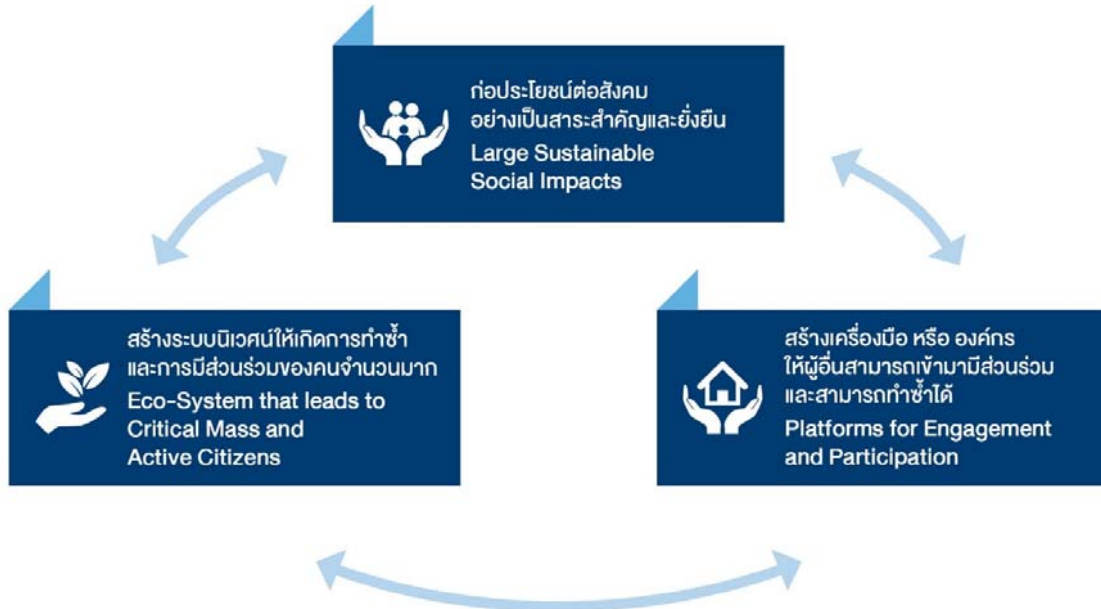 ก่อประโยชน์ต่อสังคม
อย่างเป็นสาระสำคัญและยั่งยืน
Large Sustainable
Social Impacts
สร้างระบบนิเวศน์ให้เกิดการทำซ้ำ
และการมีส่วนร่วมของคนจำนวนมาก
Eco-System that leads to
Critical Mass and
Active Citizens
สร้างเครื่องมือ หรือ องค์กร
ให้ผู้อื่นสามารถเข้ามามีส่วนร่วม
และสามารถทำซ้ำได้
Platforms for Engagement
and Participation